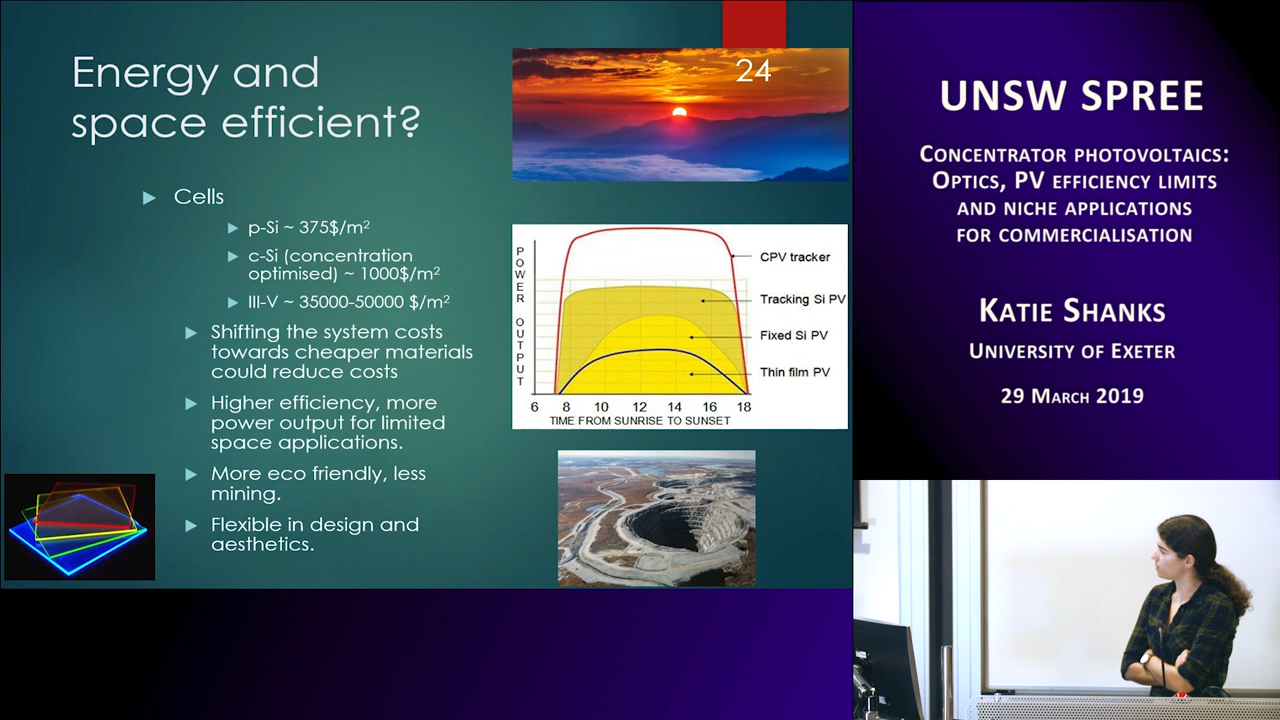 Energy and
space efficient?
24
Cells
p-Si ~ 375$/m²
c-Si (concentration
optimised) ~ 1000$/m²
III-V ~ 35000-50000 $/m²
Shifting the system costs
towards cheaper materials
could reduce costs
Higher efficiency, more
power output for limited
space applications.
More eco friendly, less
mining.
Flexible in design and
aesthetics.
POWER OUTPUT
CPV tracker
Tracking Si PV
Fixed Si PV
Thin film PV
6 8 10 12 14 16 18
TIME FROM SUNRISE TO SUNSET
UNSW SPREE
Concentrator photovoltaics:
Optics, PV efficiency limits
and niche applications
for commercialisation
Katie Shanks
University of Exeter
29 March 2019